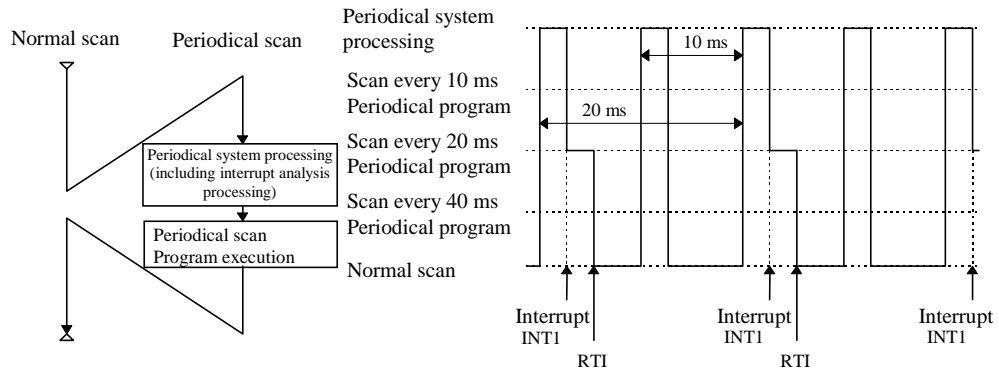 Normal scan
Periodical scan
Periodical system processing
(including interrupt analysis
processing)
Periodical scan
Program execution
Periodical system
processing
Scan every 10 ms
Periodical program
Scan every 20 ms
Periodical program
Scan every 40 ms
Periodical program
Normal scan
10 ms
20 ms
Interrupt
INT1
RTI
Interrupt
INT1
RTI
Interrupt
INT1